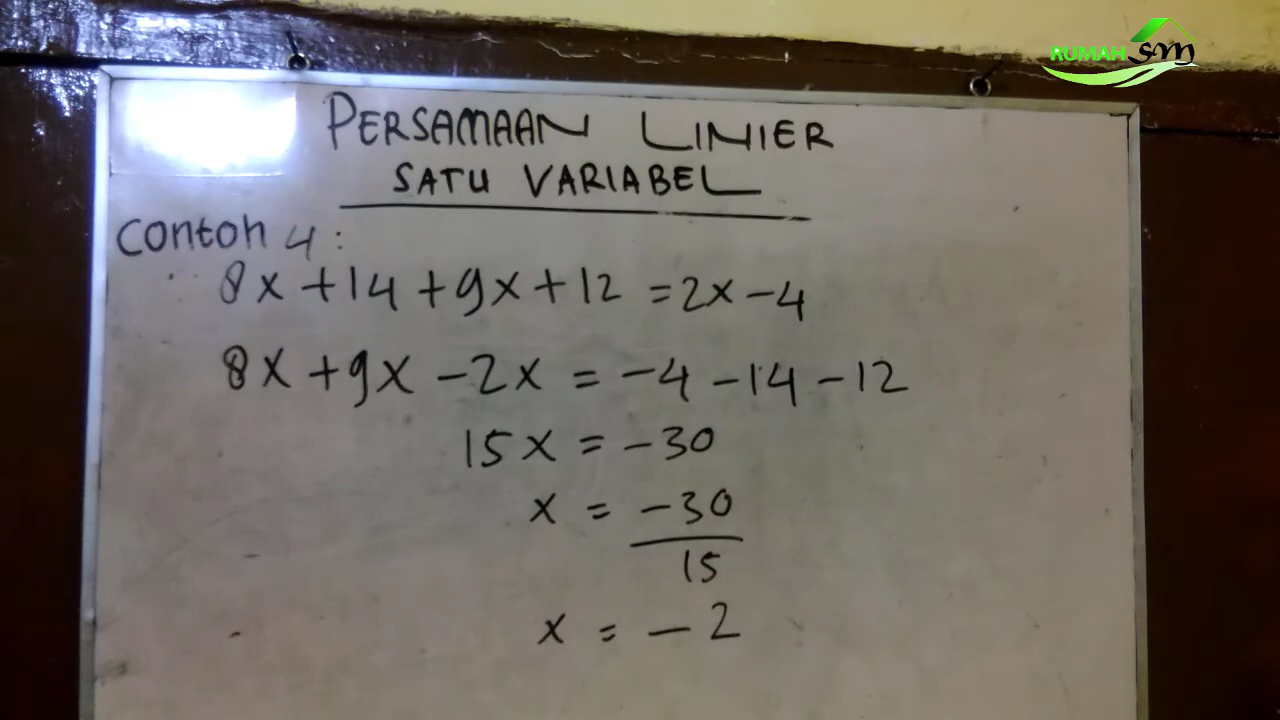 RUMAH SM
PERSAMAAN LINIER
SATU VARIABEL
Contoh 4:
8x + 14 + 9x + 12 = 2x - 4
8x + 9x - 2x = -4 - 14 - 12
15x = -30
x = -30
15
x = -2